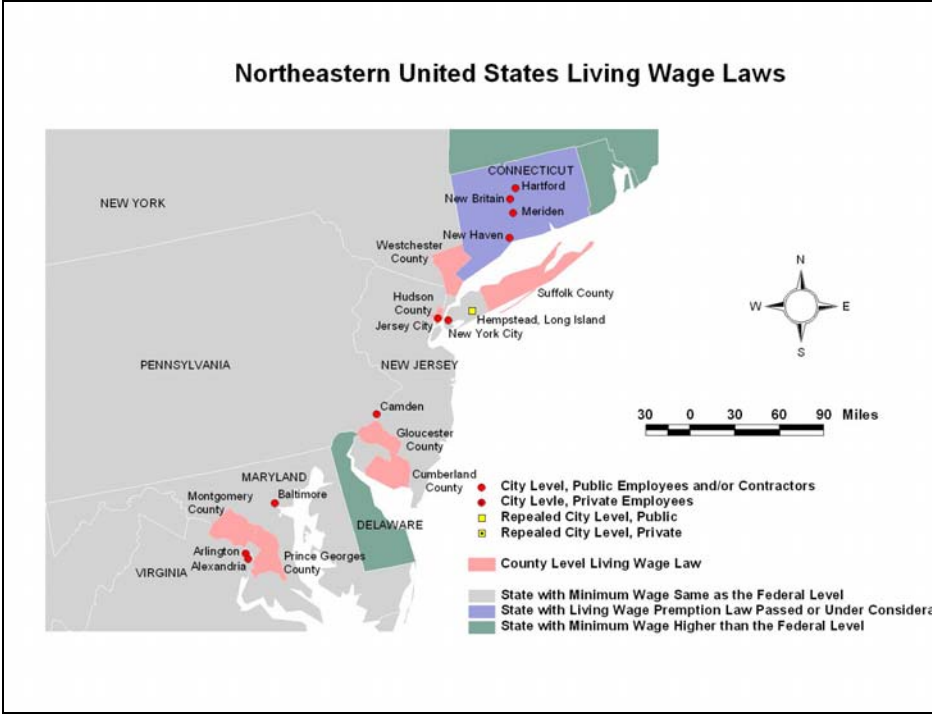 Northeastern United States Living Wage Laws
CONNECTICUT
Hartford
New Britain
Meriden
NEW YORK
New Haven
Westchester
County
N
W
E
S
Suffolk County
Hudson
County
Jersey City
Hempstead, Long Island
New York City
PENNSYLVANIA
NEW JERSEY
Camden
30 0 30 60 90 Miles
Gloucester
County
Cumberland
County
MARYLAND
Montgomery
County
Baltimore
DELAWARE
Arlington
Alexandria
Prince Georges
County
VIRGINIA
City Level, Public Employees and/or Contractors
City Levle, Private Employees
Repealed City Level, Public
Repealed City Level, Private
County Level Living Wage Law
State with Minimum Wage Same as the Federal Level
State with Living Wage Premption Law Passed or Under Considera
State with Minimum Wage Higher than the Federal Level